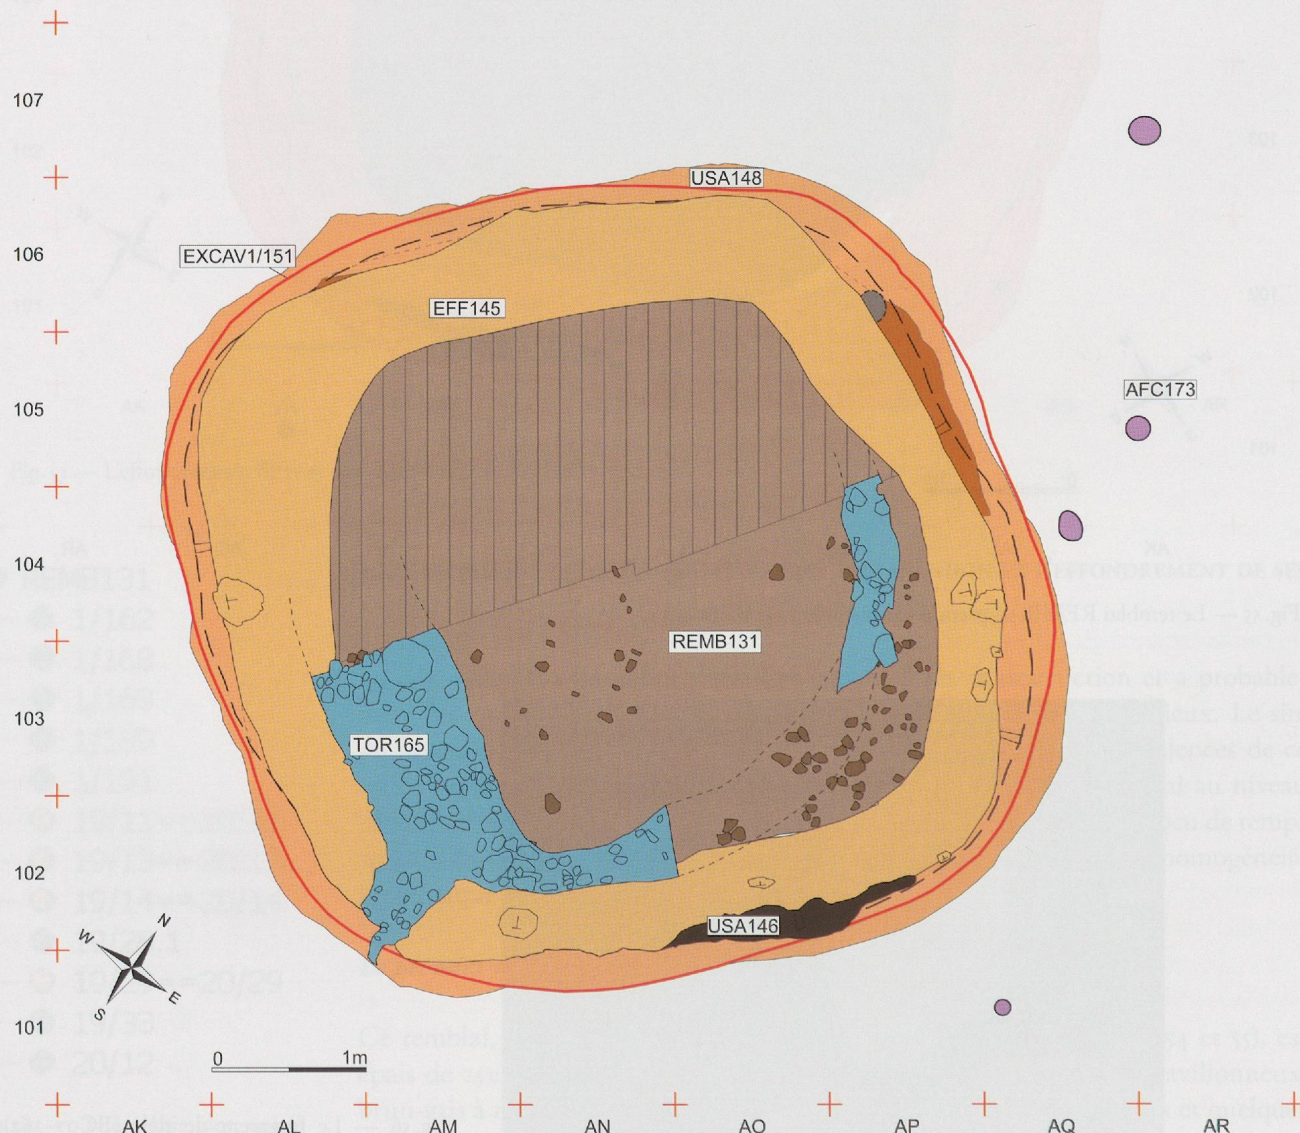 107
106
105
104
103
102
101
USA148
EXCAV1/151
EFF145
AFC173
REMB131
TOR165
USA146
N
W
E
S
0 1m
AK AL AM AN AO AP AQ AR